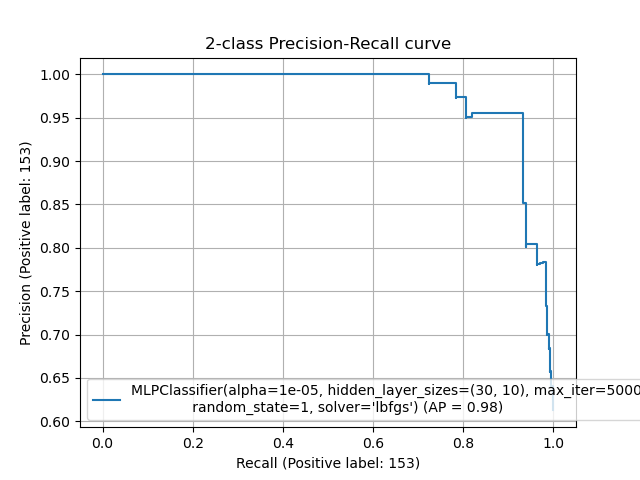 2-class Precision-Recall curve
1.00
0.95
0.90
0.85
0.80
0.75
0.70
0.65
0.60
Precision (Positive label: 153)
MLPClassifier(alpha=1e-05, hidden_layer_sizes=(30, 10), max_iter=5000
random_state=1, solver='lbfgs') (AP = 0.98)
0.0 0.2 0.4 0.6 0.8 1.0
Recall (Positive label: 153)